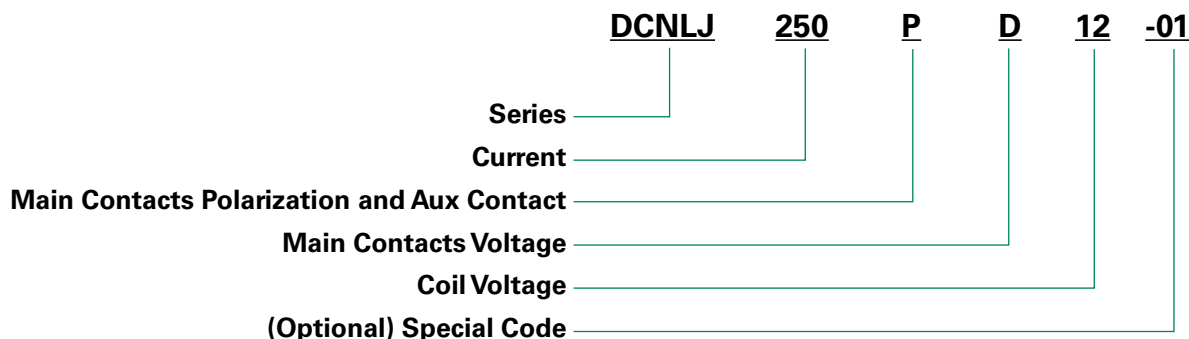 DCNLJ 250 P D 12 -01
Series
Current
Main Contacts Polarization and Aux Contact
Main Contacts Voltage
Coil Voltage
(Optional) Special Code